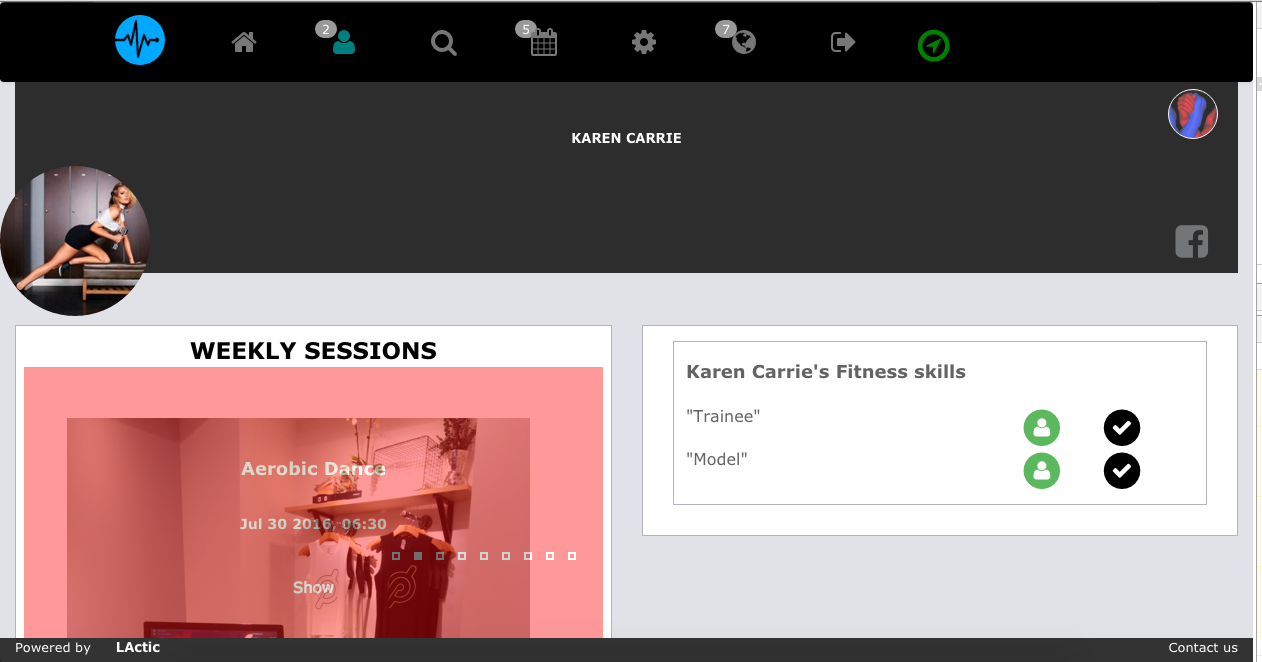 2
5
7
KAREN CARRIE
WEEKLY SESSIONS
Aerobic Dance
Jul 30 2016, 06:30
Show
Karen Carrie's Fitness skills
"Trainee"
"Model"
Powered by LActic
Contact us